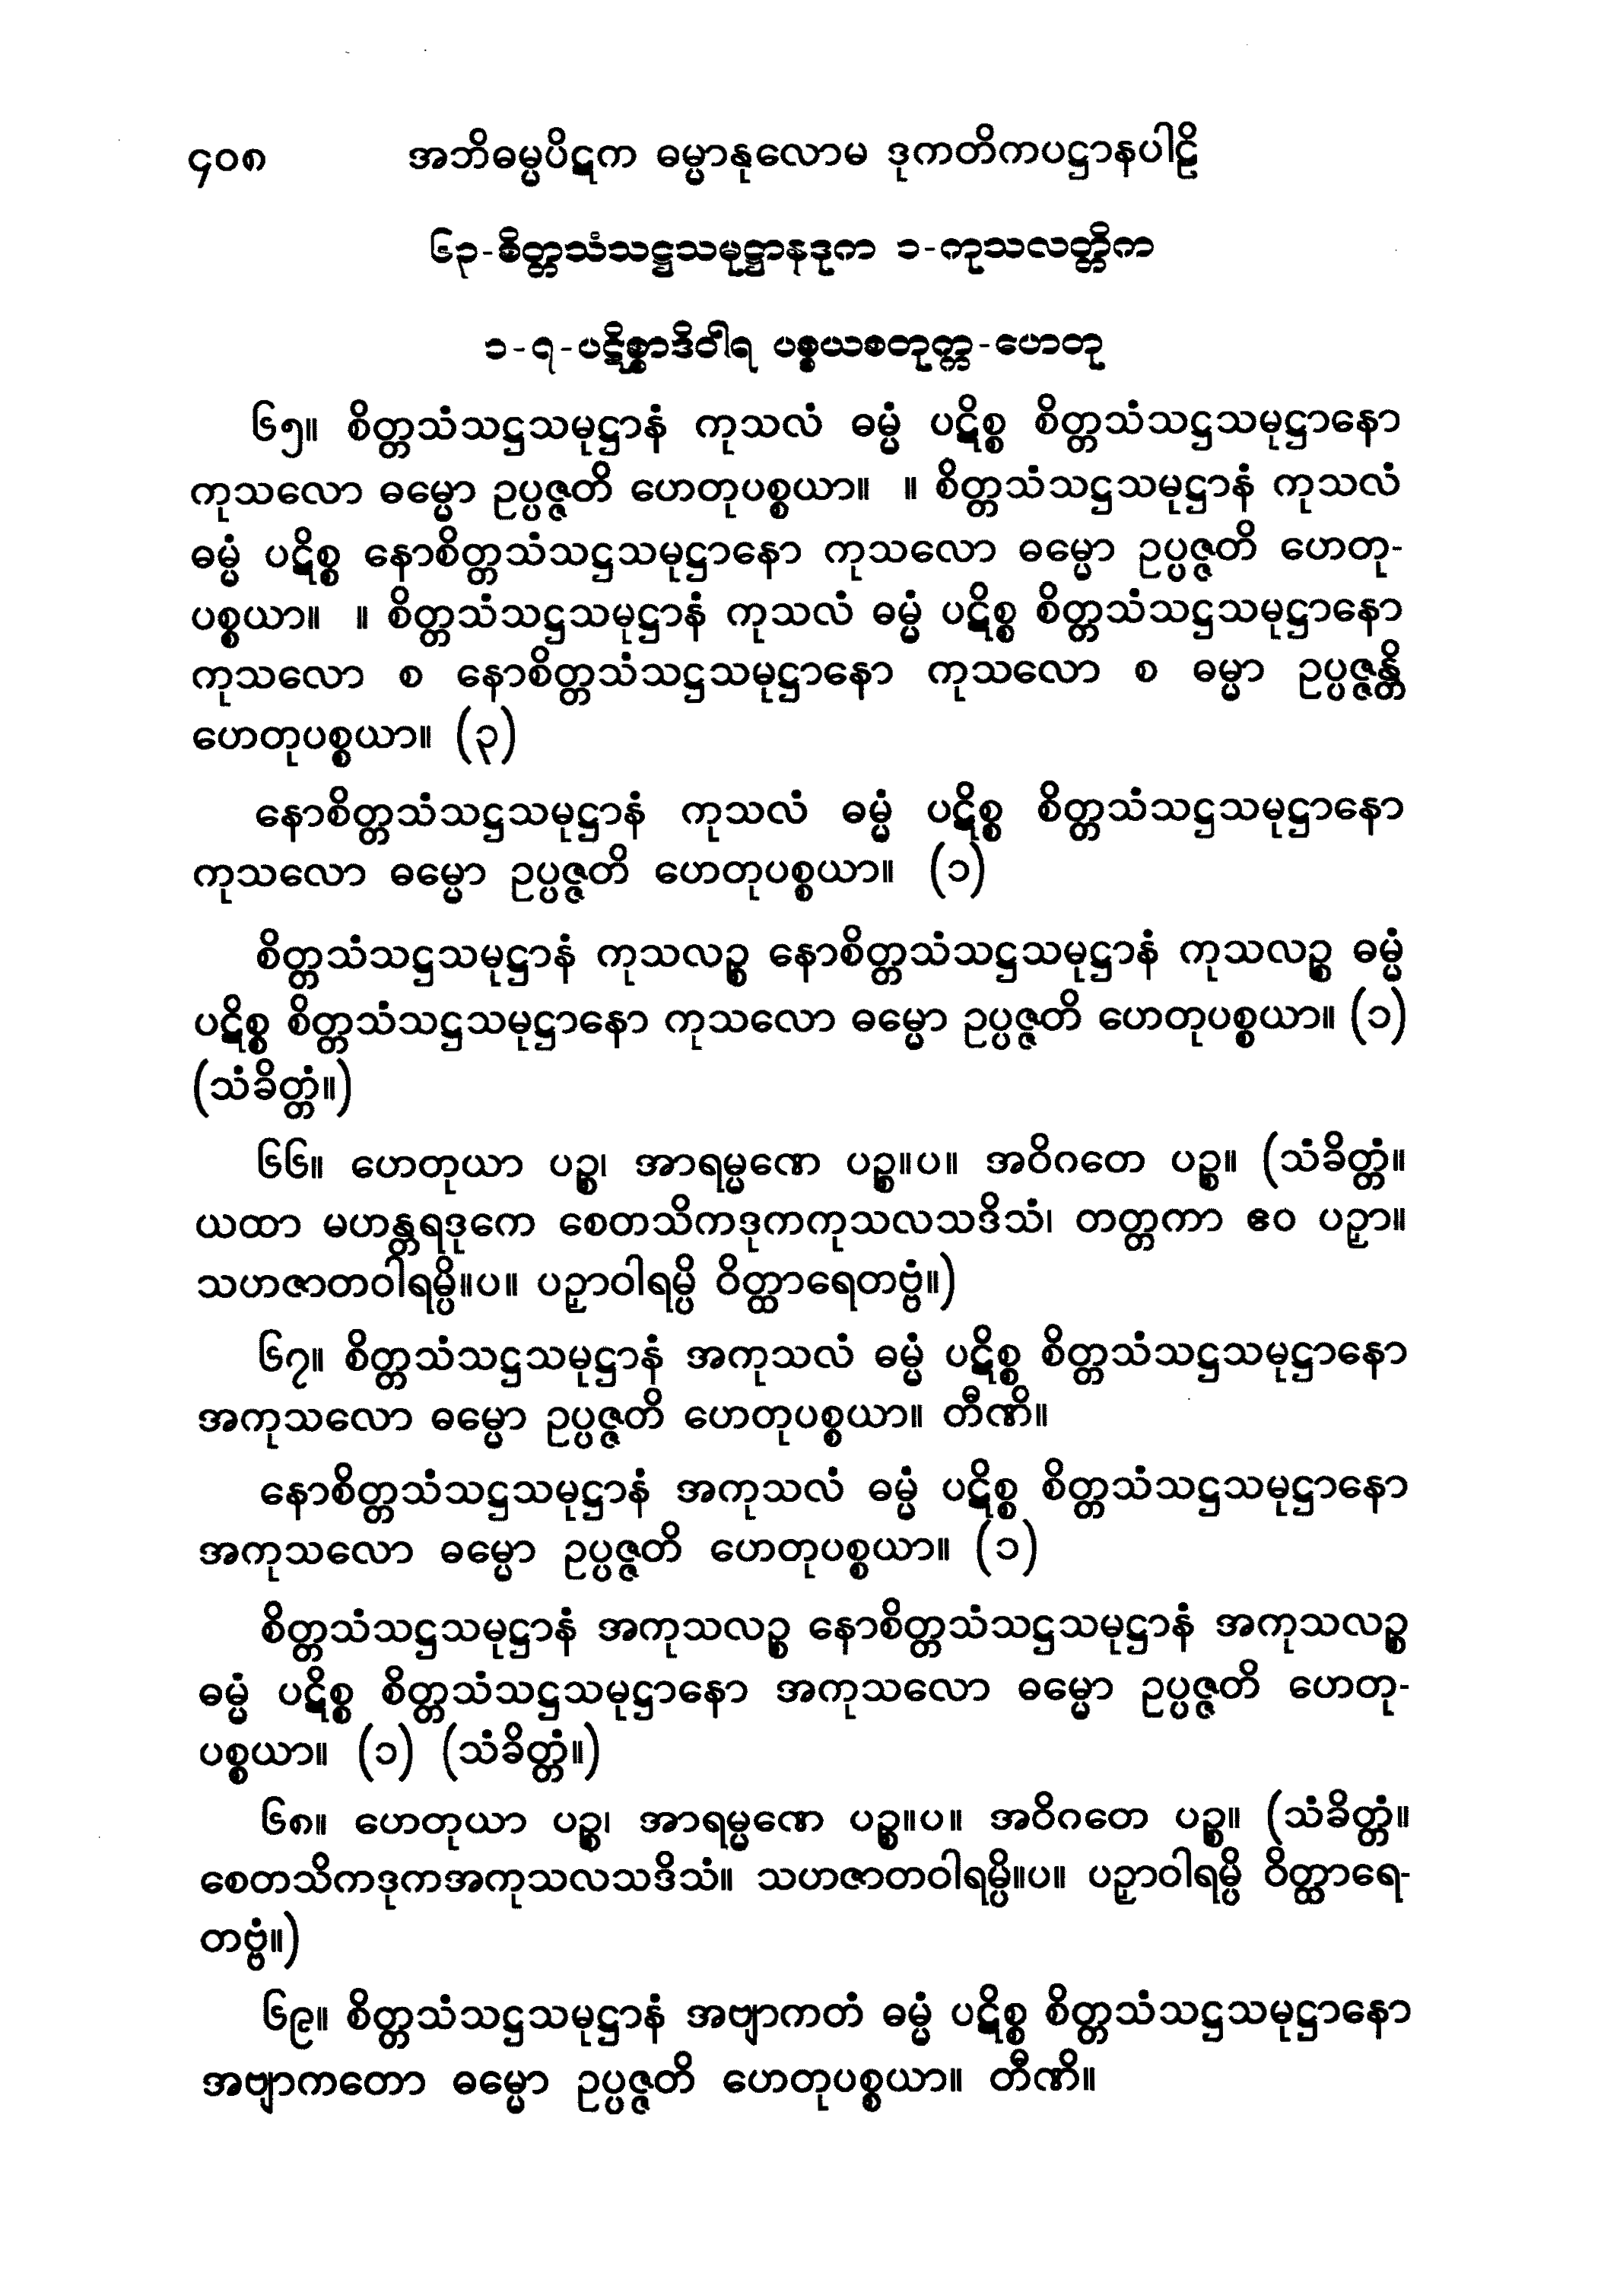 ၄၀၈ အဘိဓမ္မပိဋက ဓမ္မာနုလောမ ဒုကတိကပဋ္ဌာနပါဠိ
၆၃-စိတ္တသံသဋ္ဌသမုဋ္ဌာနဒုက ၁-ကုသလတ္တိက
၁-၇-ပဋိစ္စာဒိဝါရ ပစ္စယစတုက္က-ဟေတု
၆၅။ စိတ္တသံသဋ္ဌသမုဋ္ဌာနံ ကုသလံ ဓမ္မံ ပဋိစ္စ စိတ္တသံသဋ္ဌသမုဋ္ဌာနော
ကုသလော ဓမ္မော ဥပ္ပဇ္ဇတိ ဟေတုပစ္စယာ။ ။ စိတ္တသံသဋ္ဌသမုဋ္ဌာနံ ကုသလံ
ဓမ္မံ ပဋိစ္စ နောစိတ္တသံသဋ္ဌသမုဋ္ဌာနော ကုသလော ဓမ္မော ဥပ္ပဇ္ဇတိ ဟေတု-
ပစ္စယာ။ ။ စိတ္တသံသဋ္ဌသမုဋ္ဌာနံ ကုသလံ ဓမ္မံ ပဋိစ္စ စိတ္တသံသဋ္ဌသမုဋ္ဌာနော
ကုသလော စ နောစိတ္တသံသဋ္ဌသမုဋ္ဌာနော ကုသလော စ ဓမ္မာ ဥပ္ပဇ္ဇန္တိ
ဟေတုပစ္စယာ။ (၃)
နောစိတ္တသံသဋ္ဌသမုဋ္ဌာနံ ကုသလံ ဓမ္မံ ပဋိစ္စ စိတ္တသံသဋ္ဌသမုဋ္ဌာနော
ကုသလော ဓမ္မော ဥပ္ပဇ္ဇတိ ဟေတုပစ္စယာ။ (၁)
စိတ္တသံသဋ္ဌသမုဋ္ဌာနံ ကုသလဉ္စ နောစိတ္တသံသဋ္ဌသမုဋ္ဌာနံ ကုသလဉ္စ ဓမ္မံ
ပဋိစ္စ စိတ္တသံသဋ္ဌသမုဋ္ဌာနော ကုသလော ဓမ္မော ဥပ္ပဇ္ဇတိ ဟေတုပစ္စယာ။ (၁)
(သံခိတ္တံ။)
၆၆။ ဟေတုယာ ပဉ္စ၊ အာရမ္မဏေ ပဉ္စ။ပ။ အဝိဂတေ ပဉ္စ။ (သံခိတ္တံ။
ယထာ မဟန္တရဒုကေ စေတသိကဒုကကုသလသဒိသံ၊ တတ္တကာ ဧဝ ပဉှာ။
သဟဇာတဝါရမ္ပိ။ပ။ ပဉှာဝါရမ္ပိ ဝိတ္ထာရေတဗ္ဗံ။)
၆၇။ စိတ္တသံသဋ္ဌသမုဋ္ဌာနံ အကုသလံ ဓမ္မံ ပဋိစ္စ စိတ္တသံသဋ္ဌသမုဋ္ဌာနော
အကုသလော ဓမ္မော ဥပ္ပဇ္ဇတိ ဟေတုပစ္စယာ။ တီဏိ။
နောစိတ္တသံသဋ္ဌသမုဋ္ဌာနံ အကုသလံ ဓမ္မံ ပဋိစ္စ စိတ္တသံသဋ္ဌသမုဋ္ဌာနော
အကုသလော ဓမ္မော ဥပ္ပဇ္ဇတိ ဟေတုပစ္စယာ။ (၁)
စိတ္တသံသဋ္ဌသမုဋ္ဌာနံ အကုသလဉ္စ နောစိတ္တသံသဋ္ဌသမုဋ္ဌာနံ အကုသလဉ္စ
ဓမ္မံ ပဋိစ္စ စိတ္တသံသဋ္ဌသမုဋ္ဌာနော အကုသလော ဓမ္မော ဥပ္ပဇ္ဇတိ ဟေတု-
ပစ္စယာ။ (၁) (သံခိတ္တံ။)
၆၈။ ဟေတုယာ ပဉ္စ၊ အာရမ္မဏေ ပဉ္စ။ပ။ အဝိဂတေ ပဉ္စ။ (သံခိတ္တံ။
စေတသိကဒုကအကုသလသဒိသံ။ သဟဇာတဝါရမ္ပိ။ပ။ ပဉှာဝါရမ္ပိ ဝိတ္ထာရေ-
တဗ္ဗံ။)
၆၉။ စိတ္တသံသဋ္ဌသမုဋ္ဌာနံ အဗျာကတံ ဓမ္မံ ပဋိစ္စ စိတ္တသံသဋ္ဌသမုဋ္ဌာနော
အဗျာကတော ဓမ္မော ဥပ္ပဇ္ဇတိ ဟေတုပစ္စယာ။ တီဏိ။